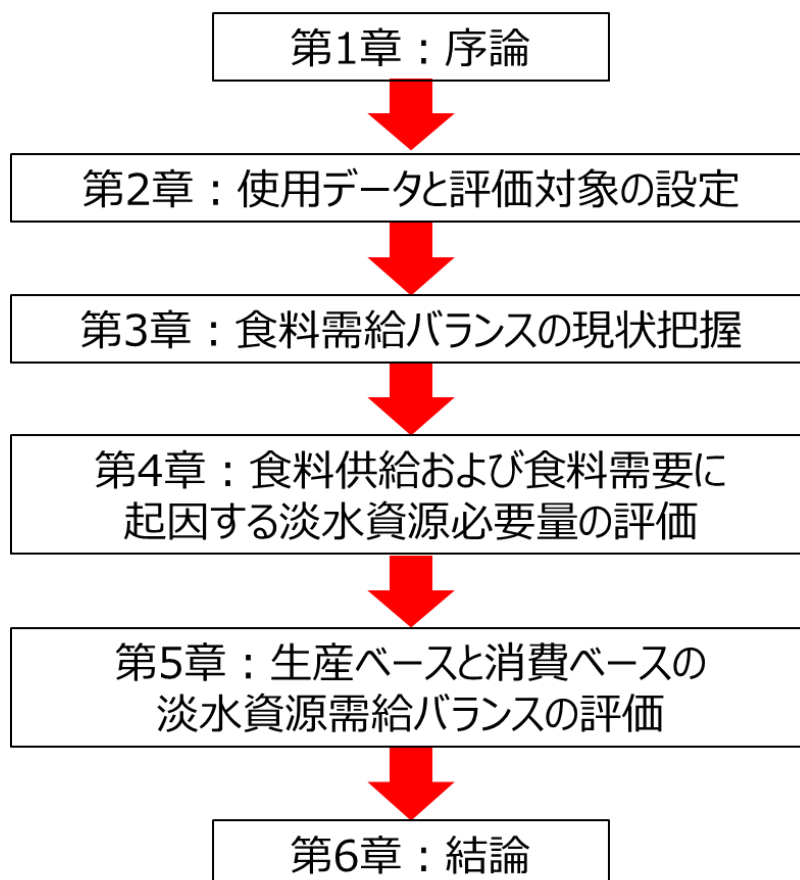 第1章：序論
第2章：使用データと評価対象の設定
第3章：食料需給バランスの現状把握
第4章：食料供給および食料需要に
起因する淡水資源必要量の評価
第5章：生産ベースと消費ベースの
淡水資源需給バランスの評価
第6章：結論